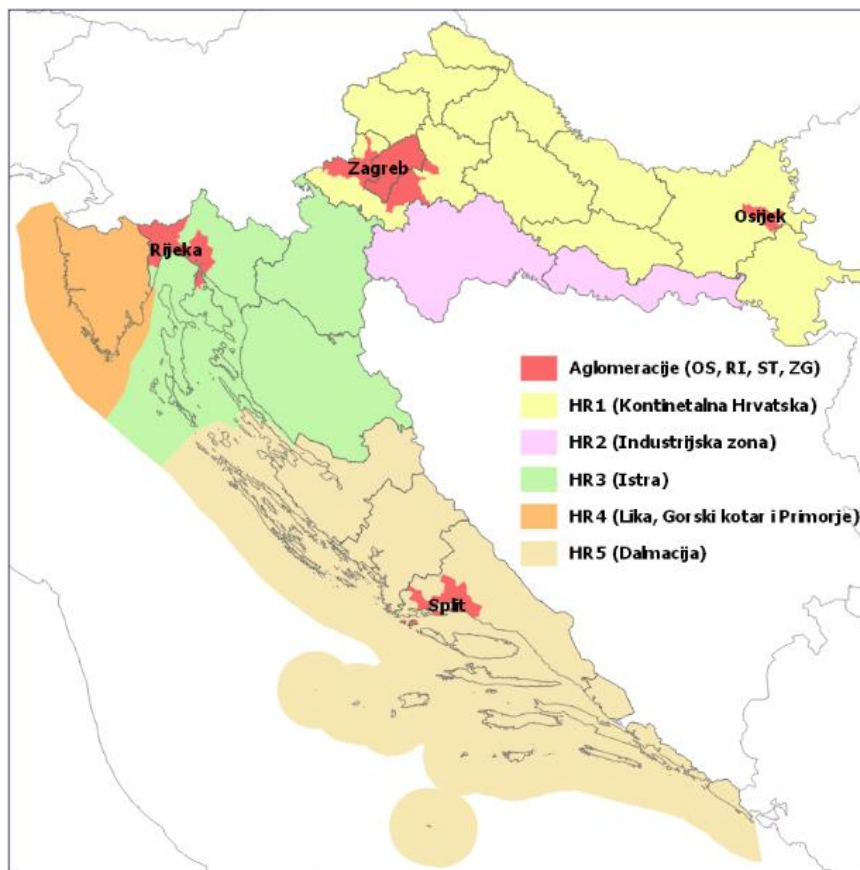 Zagreb
Osijek
Rijeka
Aglomeracije (OS, RI, ST, ZG)
HR1 (Kontinetalna Hrvatska)
HR2 (Industrijska zona)
HR3 (Istra)
HR4 (Lika, Gorski kotar i Primorje)
HR5 (Dalmacija)
Split